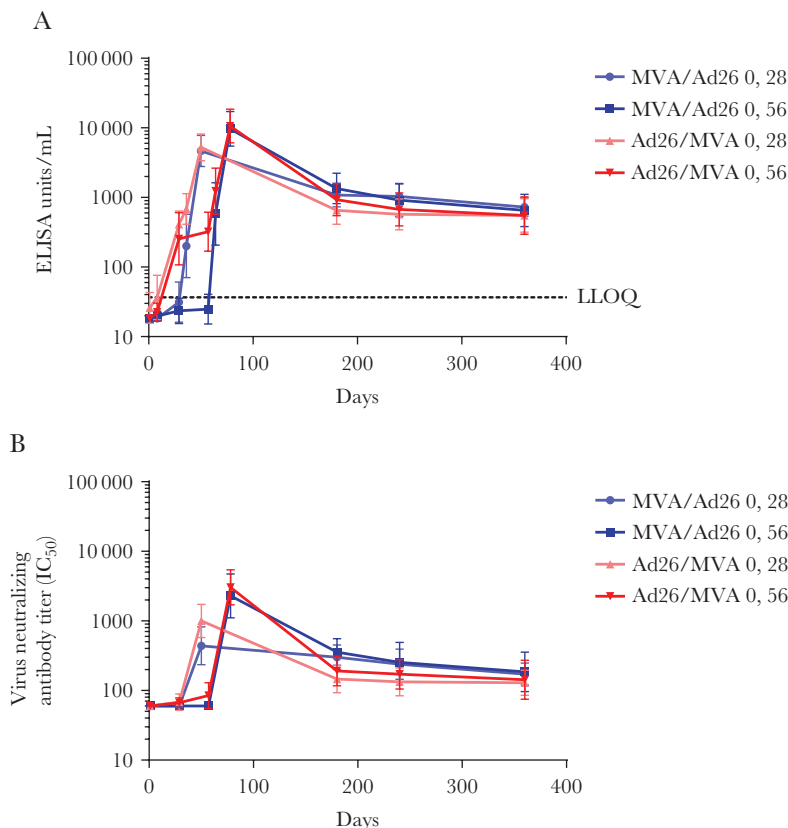 A
100 000
10 000
1000
100
10
ELISA units/mL
0
100
200
300
400
Days
LLOQ
MVA/Ad26 0, 28
MVA/Ad26 0, 56
Ad26/MVA 0, 28
Ad26/MVA 0, 56
B
100 000
10 000
1000
100
10
Virus neutralizing
antibody titer (IC50)
0
100
200
300
400
Days
MVA/Ad26 0, 28
MVA/Ad26 0, 56
Ad26/MVA 0, 28
Ad26/MVA 0, 56